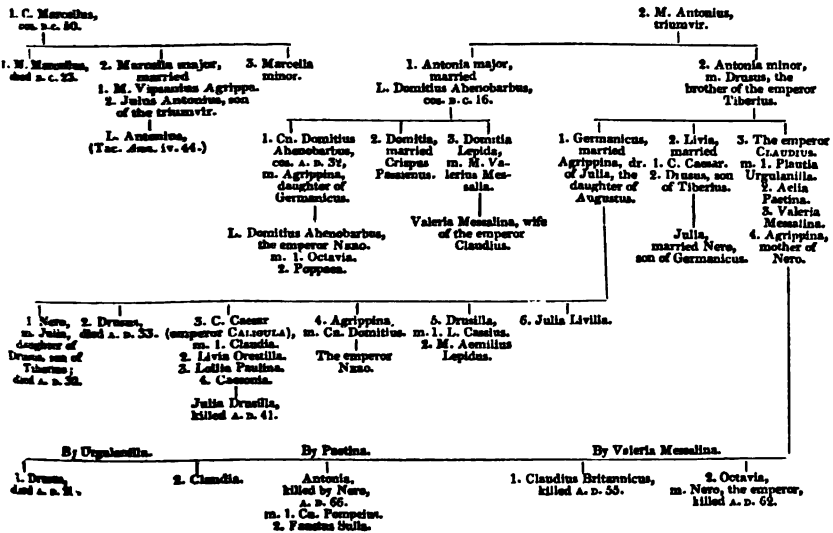 1. C. Marcellus,
cos. B.C. 50.
2. M. Antonius,
triumvir.
1. M. Marcellus,
died B.C. 23.
2. Marcella major,
married
1. M. Vipsanius Agrippa.
2. Julus Antonius, son
of the triumvir.
L. Antonius,
(Tac. Ann. iv. 44.)
3. Marcella
minor.
1. Antonia major,
married
L. Domitius Ahenobarbus,
cos. B.C. 16.
2. Antonia minor,
m. Drusus, the
brother of the emperor
Tiberius.
1. Cn. Domitius
Ahenobarbus,
cos. A.D. 32,
m. Agrippina,
daughter of
Germanicus.
L. Domitius Ahenobarbus,
the emperor NERO.
m. 1. Octavia.
2. Poppaea.
2. Domitia,
married
Crispus
Passienus.
3. Domitia
Lepida,
m. M. Va-
lerius Mes-
salla.
Valeria Messalina, wife
of the emperor
Claudius.
1. Germanicus,
married
Agrippina, dr.
of Julia, the
daughter of
Augustus.
2. Livia,
married
1. C. Caesar.
2. Drusus, son
of Tiberius.
Julia,
married Nero,
son of Germanicus.
3. The emperor
CLAUDIUS.
m. 1. Plautia
Urgulanilla.
2. Aelia
Paetina.
3. Valeria
Messalina.
4. Agrippina,
mother of
Nero.
1. Nero,
m. Julia,
daughter of
Drusus, son of
Tiberius;
died A.D.
2. Drusus,
died A.D. 33.
3. C. Caesar
(emperor CALIGULA),
m. 1. Claudia.
2. Livia Orestilla.
3. Lollia Paulina.
4. Caesonia.
Julia Drusilla,
killed A.D. 41.
4. Agrippina,
m. Cn. Domitius.
The emperor
NERO.
5. Drusilla,
m. 1. L. Cassius.
2. M. Aemilius
Lepidus.
6. Julia Livilla.
By Urgulanilla.
By Paetina.
By Valeria Messalina.
1. Drusus,
died A.D.
2. Claudia.
Antonia,
killed by Nero,
A.D. 66.
m. 1. Cn. Pompeius.
2. Faustus Sulla.
1. Claudius Britannicus,
killed A.D. 55.
2. Octavia,
m. Nero, the emperor,
killed A.D. 62.